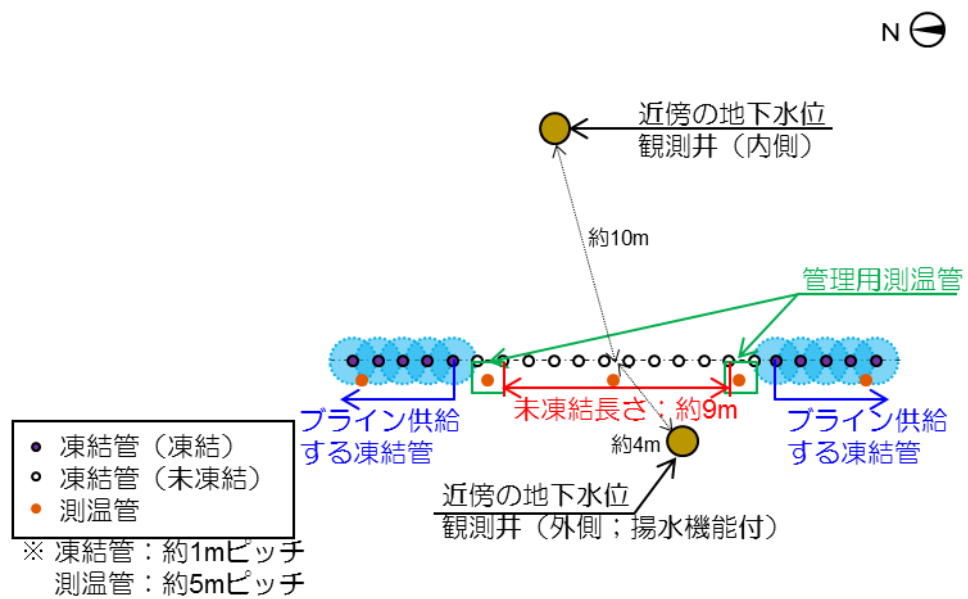 N
近傍の地下水位
観測井（内側）
約10m
管理用測温管
未凍結長さ：約9m
ブライン供給
する凍結管
ブライン供給
する凍結管
約4m
近傍の地下水位
観測井（外側；揚水機能付）
凍結管（凍結）
凍結管（未凍結）
測温管
※ 凍結管：約1mピッチ
測温管：約5mピッチ